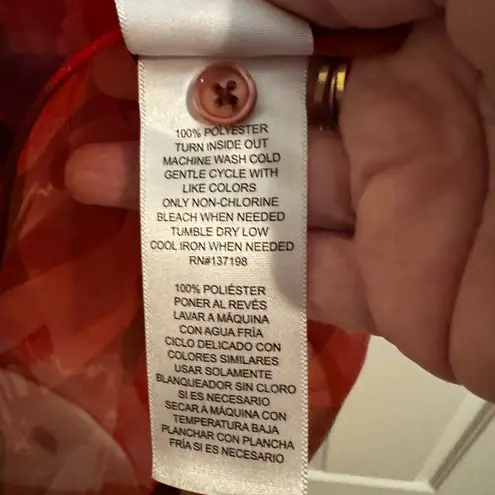 100% POLYESTER
TURN INSIDE OUT
MACHINE WASH COLD
GENTLE CYCLE WITH
LIKE COLORS
ONLY NON-CHLORINE
BLEACH WHEN NEEDED
TUMBLE DRY LOW
COOL IRON WHEN NEEDED
RN#137198
100% POLIÉSTER
PONER AL REVÉS
LAVAR A MÁQUINA
CON AGUA FRÍA
CICLO DELICADO CON
COLORES SIMILARES
USAR SOLAMENTE
BLANQUEADOR SIN CLORO
SI ES NECESARIO
SECAR A MÁQUINA CON
TEMPERATURA BAJA
PLANCHAR CON PLANCHA
FRÍA SI ES NECESARIO